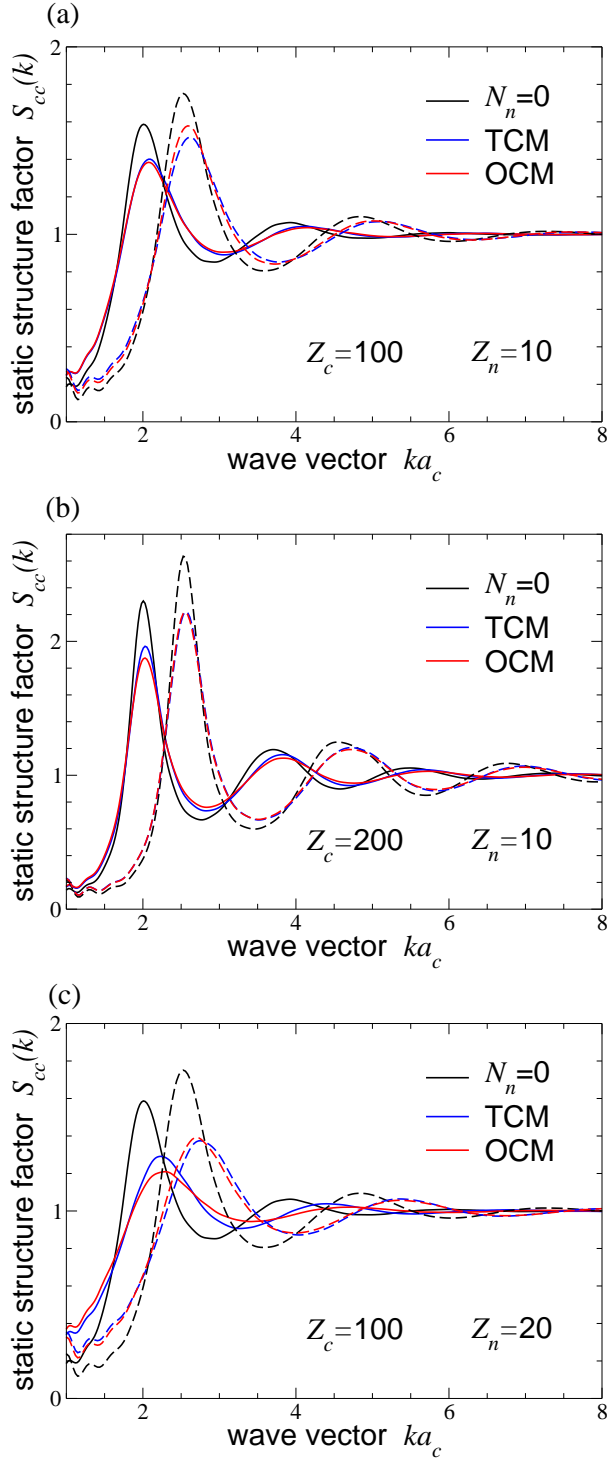 (a)
2
N_n=0
TCM
OCM
1
Z_c=100 Z_n=10
0
static structure factor S_cc(k)
2 4 6 8
wave vector ka_c
(b)
N_n=0
TCM
OCM
2
1
Z_c=200 Z_n=10
0
static structure factor S_cc(k)
2 4 6 8
wave vector ka_c
(c)
2
N_n=0
TCM
OCM
1
Z_c=100 Z_n=20
0
static structure factor S_cc(k)
2 4 6 8
wave vector ka_c